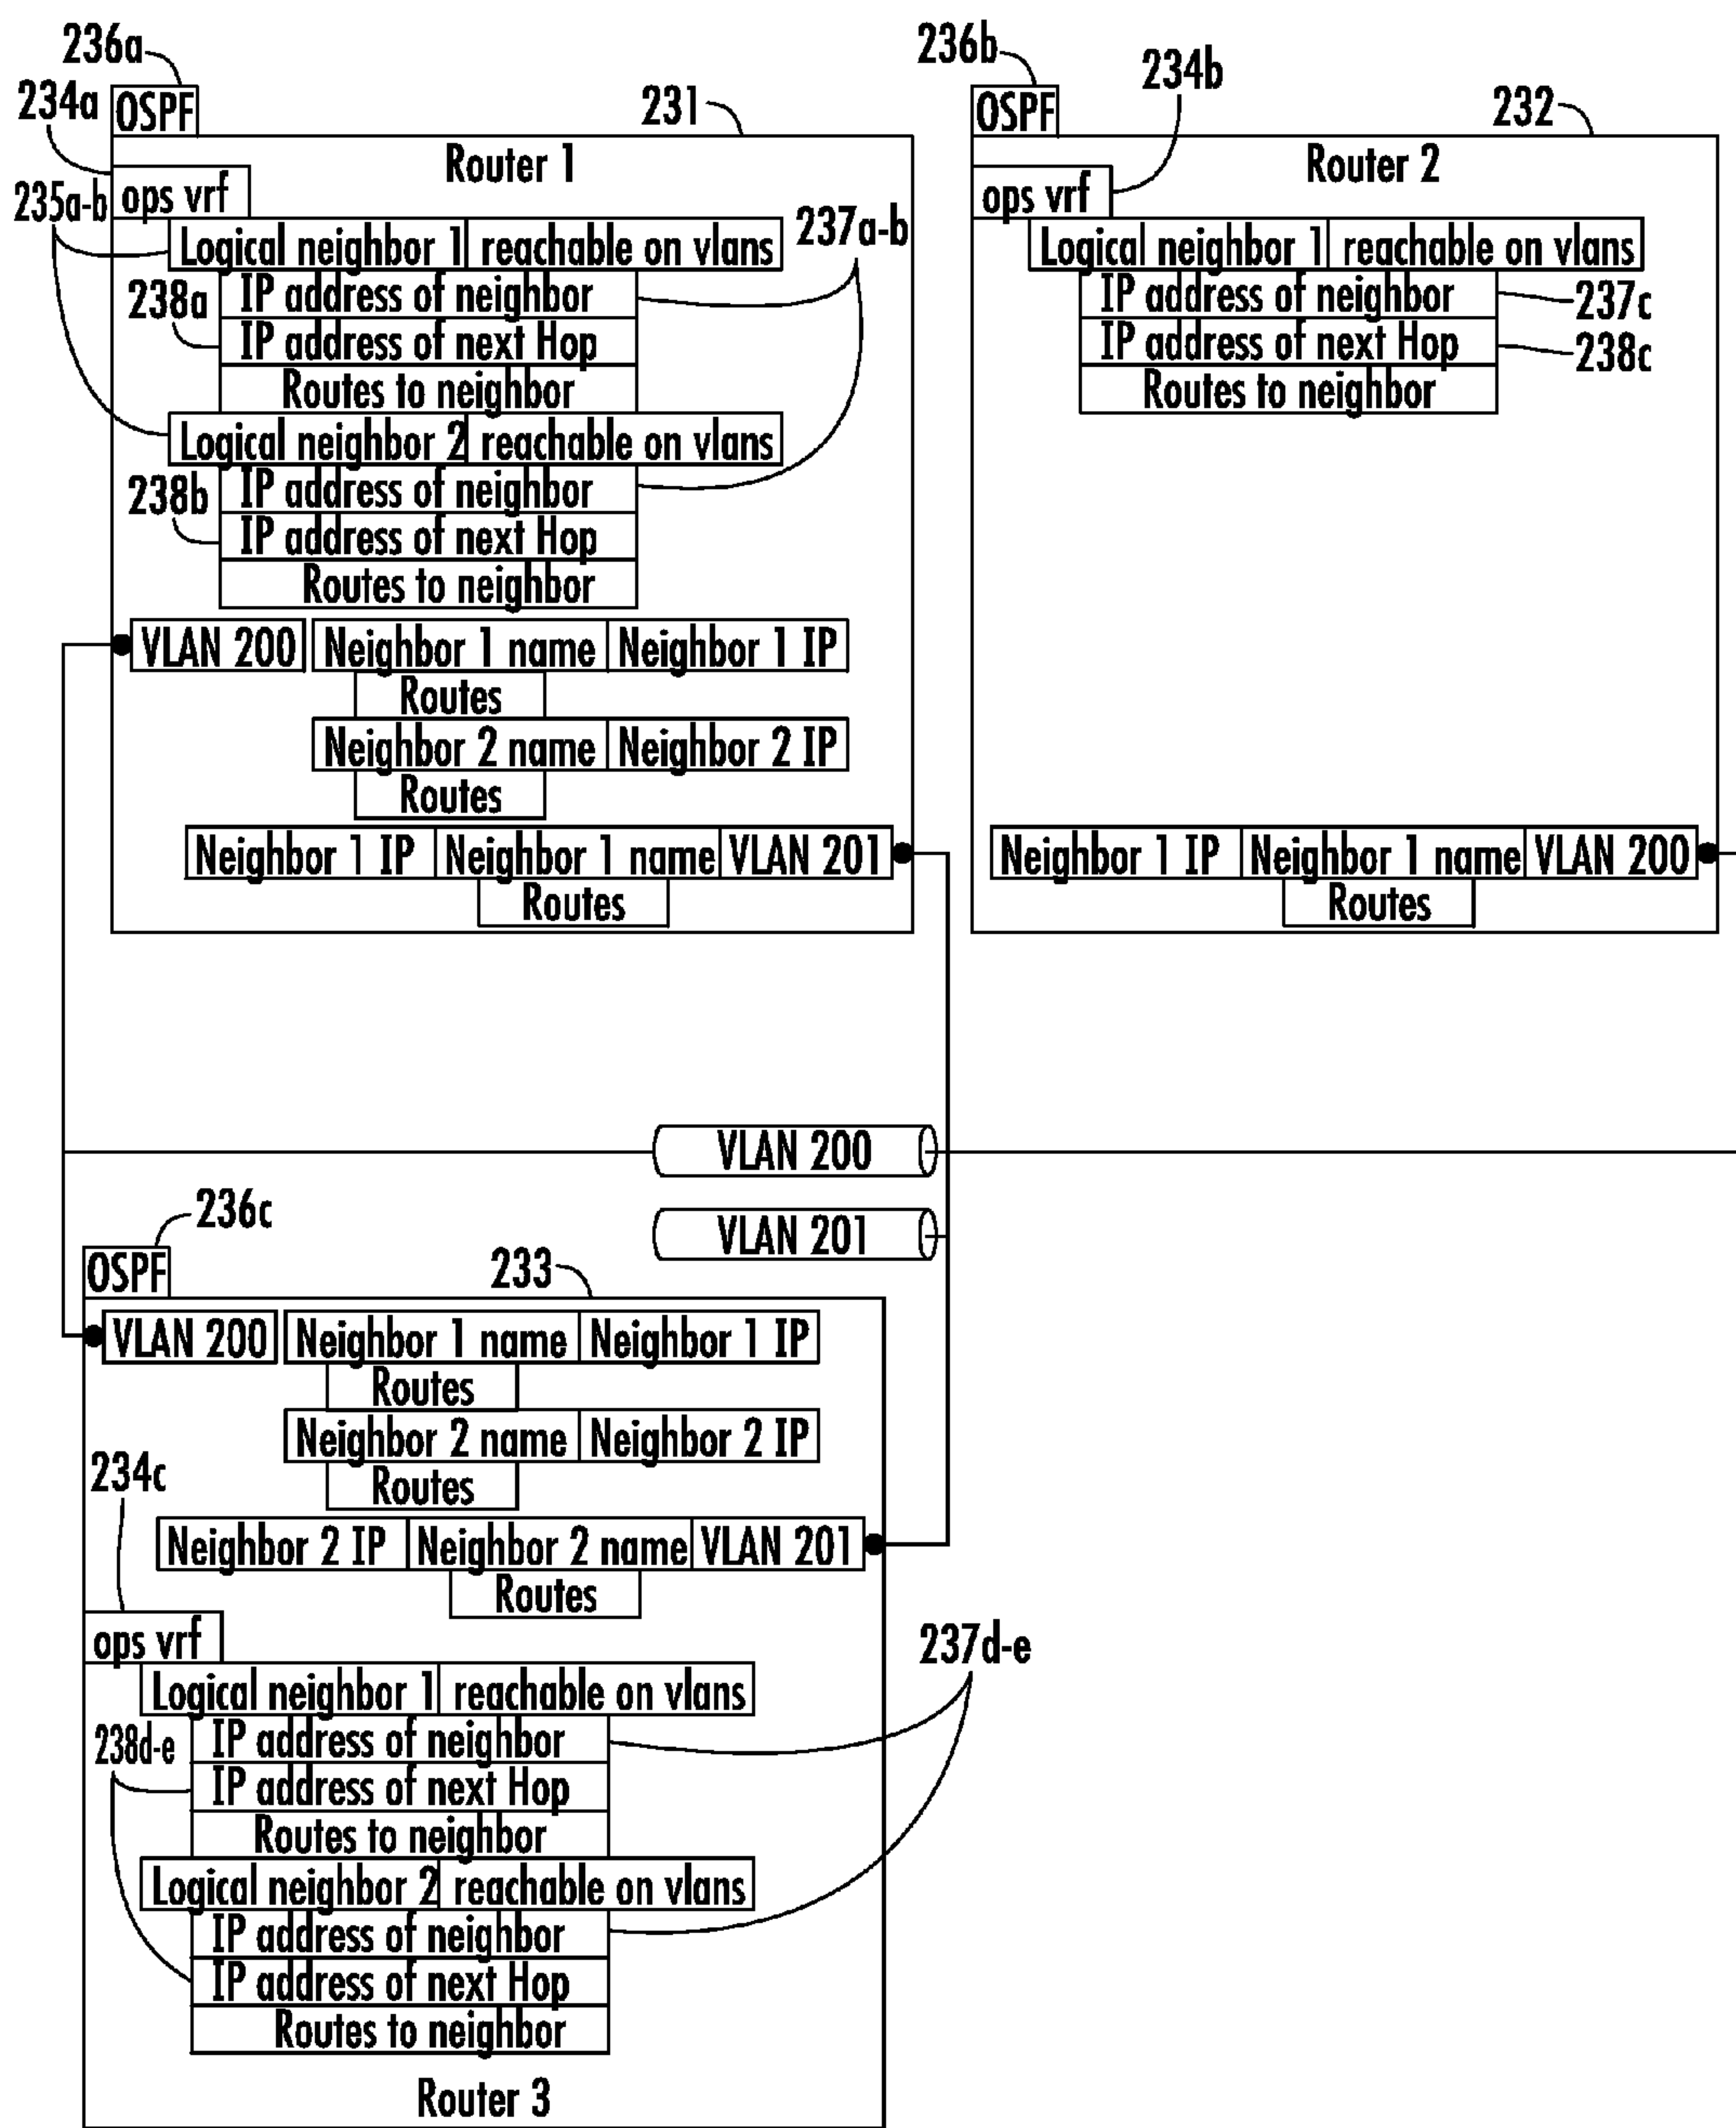 236a
234a
OSPF
231
Router 1
ops vrf
235a-b
Logical neighbor 1 reachable on vlans
237a-b
IP address of neighbor
238a
IP address of next Hop
Routes to neighbor
Logical neighbor 2 reachable on vlans
IP address of neighbor
238b
IP address of next Hop
Routes to neighbor
VLAN 200 Neighbor 1 name Neighbor 1 IP
Routes
Neighbor 2 name Neighbor 2 IP
Routes
Neighbor 1 IP Neighbor 1 name VLAN 201
Routes
236b
234b
OSPF
232
Router 2
ops vrf
Logical neighbor 1 reachable on vlans
IP address of neighbor
237c
IP address of next Hop
238c
Routes to neighbor
Neighbor 1 IP Neighbor 1 name VLAN 200
Routes
VLAN 200
VLAN 201
236c
OSPF
233
VLAN 200 Neighbor 1 name Neighbor 1 IP
Routes
Neighbor 2 name Neighbor 2 IP
Routes
234c
Neighbor 2 IP Neighbor 2 name VLAN 201
Routes
ops vrf
237d-e
Logical neighbor 1 reachable on vlans
IP address of neighbor
238d-e
IP address of next Hop
Routes to neighbor
Logical neighbor 2 reachable on vlans
IP address of neighbor
IP address of next Hop
Routes to neighbor
Router 3